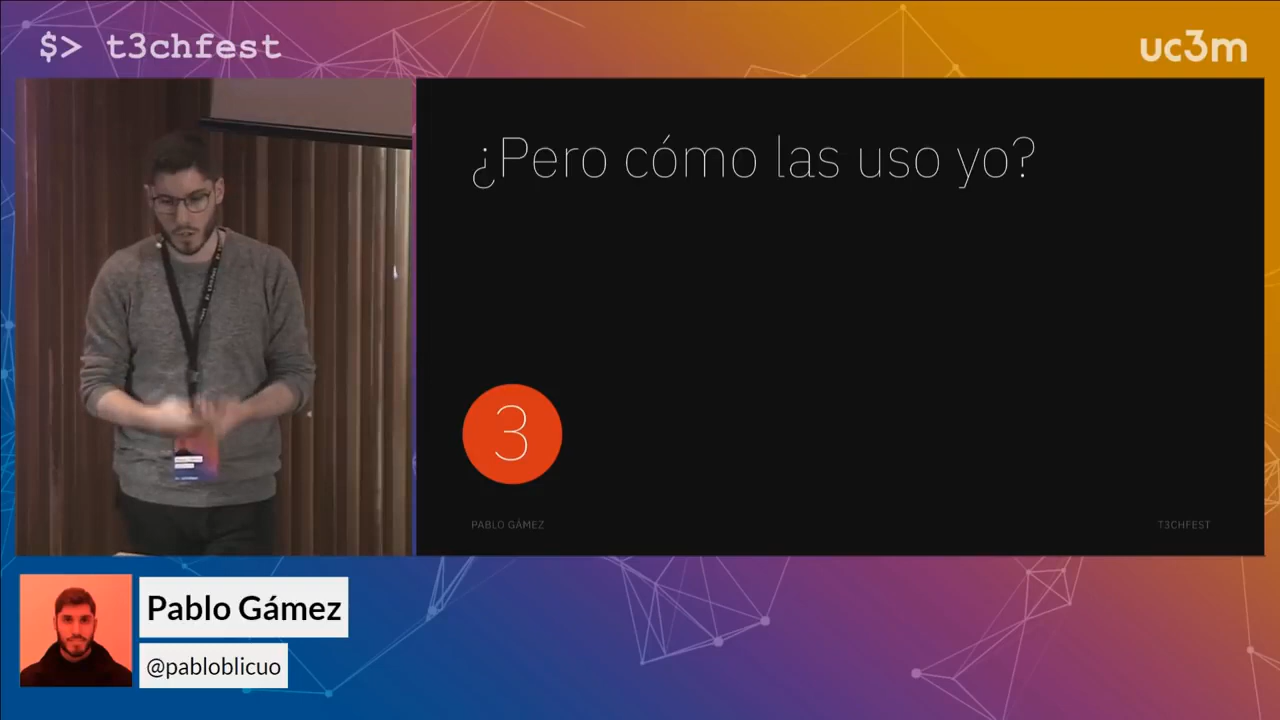 $> t3chfest
uc3m
¿Pero cómo las uso yo?
3
PABLO GÁMEZ
T3CHFEST
Pablo Gámez
@pabloblicuo